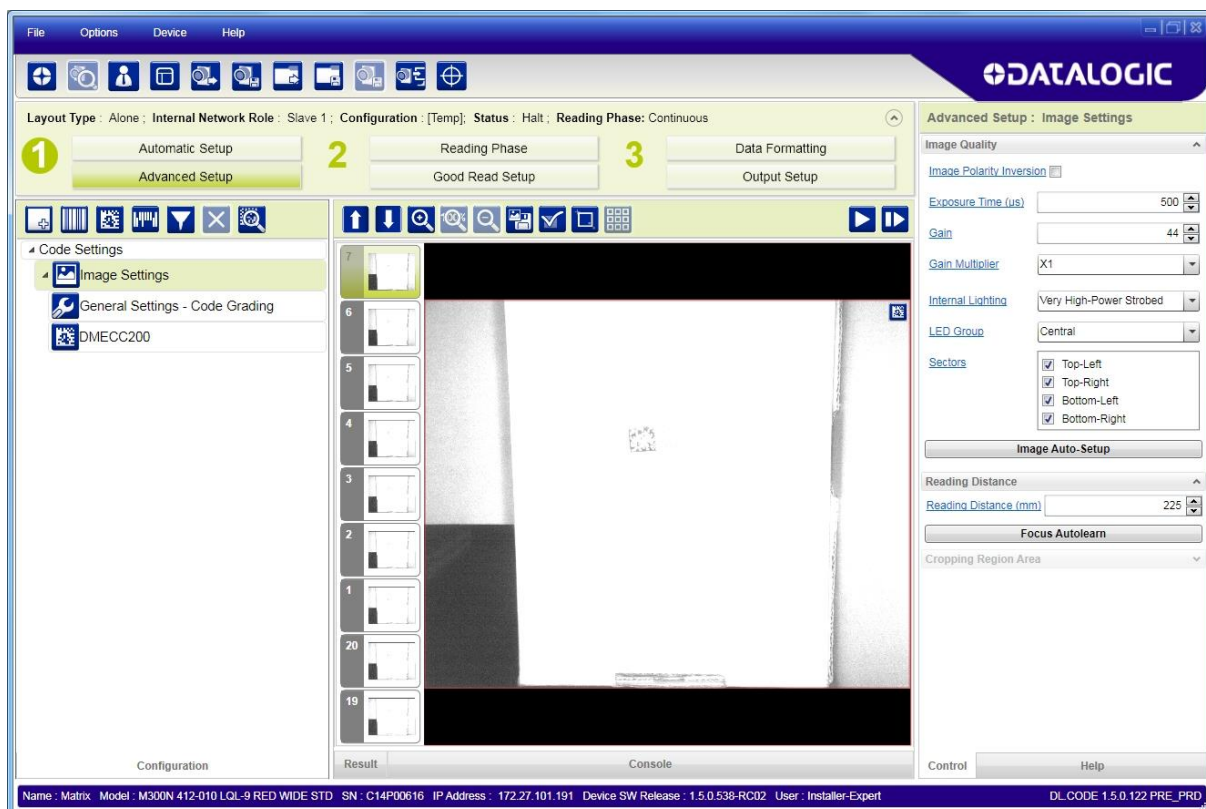 File Options Device Help
DATALOGIC
Layout Type : Alone ; Internal Network Role : Slave 1 ; Configuration : [Temp]; Status : Halt ; Reading Phase: Continuous
1
Automatic Setup
Advanced Setup
2
Reading Phase
Good Read Setup
3
Data Formatting
Output Setup
Code Settings
Image Settings
General Settings - Code Grading
DMECC200
Configuration
100%
7
6
5
4
3
2
1
20
19
Result
Console
Advanced Setup : Image Settings
Image Quality
Image Polarity Inversion
Exposure Time (µs) 500
Gain 44
Gain Multiplier X1
Internal Lighting Very High-Power Strobed
LED Group Central
Sectors
Top-Left
Top-Right
Bottom-Left
Bottom-Right
Image Auto-Setup
Reading Distance
Reading Distance (mm) 225
Focus Autolearn
Cropping Region Area
Control
Help
Name : Matrix Model : M300N 412-010 LQL-9 RED WIDE STD SN : C14P00616 IP Address : 172.27.101.191 Device SW Release : 1.5.0.538-RC02 User : Installer-Expert DL.CODE 1.5.0.122 PRE_PRD